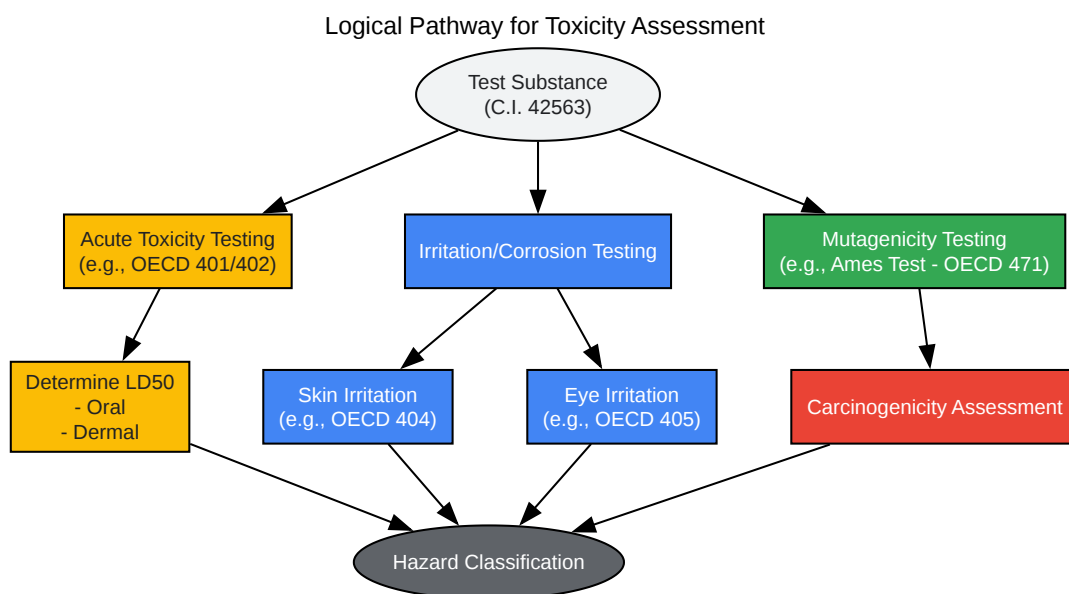 Logical Pathway for Toxicity Assessment
Test Substance
(C.I. 42563)
Acute Toxicity Testing
(e.g., OECD 401/402)
Irritation/Corrosion Testing
Mutagenicity Testing
(e.g., Ames Test - OECD 471)
Determine LD50
- Oral
- Dermal
Skin Irritation
(e.g., OECD 404)
Eye Irritation
(e.g., OECD 405)
Carcinogenicity Assessment
Hazard Classification